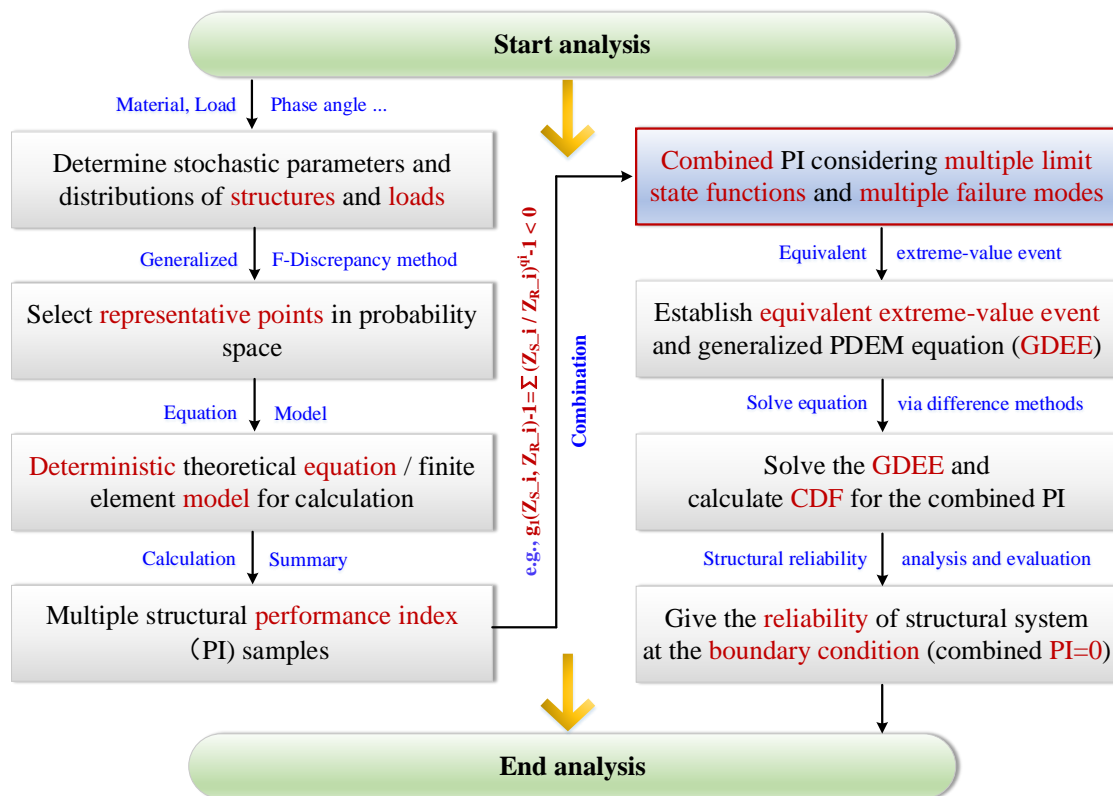 Start analysis
Material, Load Phase angle ...
Determine stochastic parameters and
distributions of structures and loads
Generalized F-Discrepancy method
Select representative points in probability
space
Equation Model
Deterministic theoretical equation / finite
element model for calculation
Calculation Summary
Multiple structural performance index
（PI) samples
e.g., g₁(Z_S_i, Z_R_i)-1=Σ(Z_S_i / Z_R_i)^qi-1 < 0
Combination
Combined PI considering multiple limit
state functions and multiple failure modes
Equivalent extreme-value event
Establish equivalent extreme-value event
and generalized PDEM equation (GDEE)
Solve equation via difference methods
Solve the GDEE and
calculate CDF for the combined PI
Structural reliability analysis and evaluation
Give the reliability of structural system
at the boundary condition (combined PI=0)
End analysis